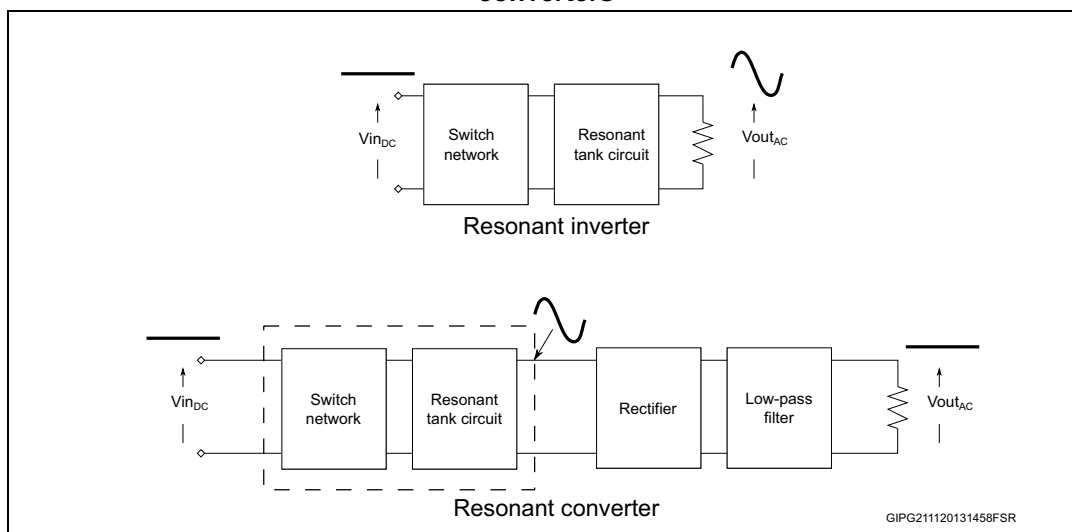 Vin_DC
Switch
network
Resonant
tank circuit
Vout_AC
Resonant inverter
Vin_DC
Switch
network
Resonant
tank circuit
Rectifier
Low-pass
filter
Vout_AC
Resonant converter
GIPG211120131458FSR